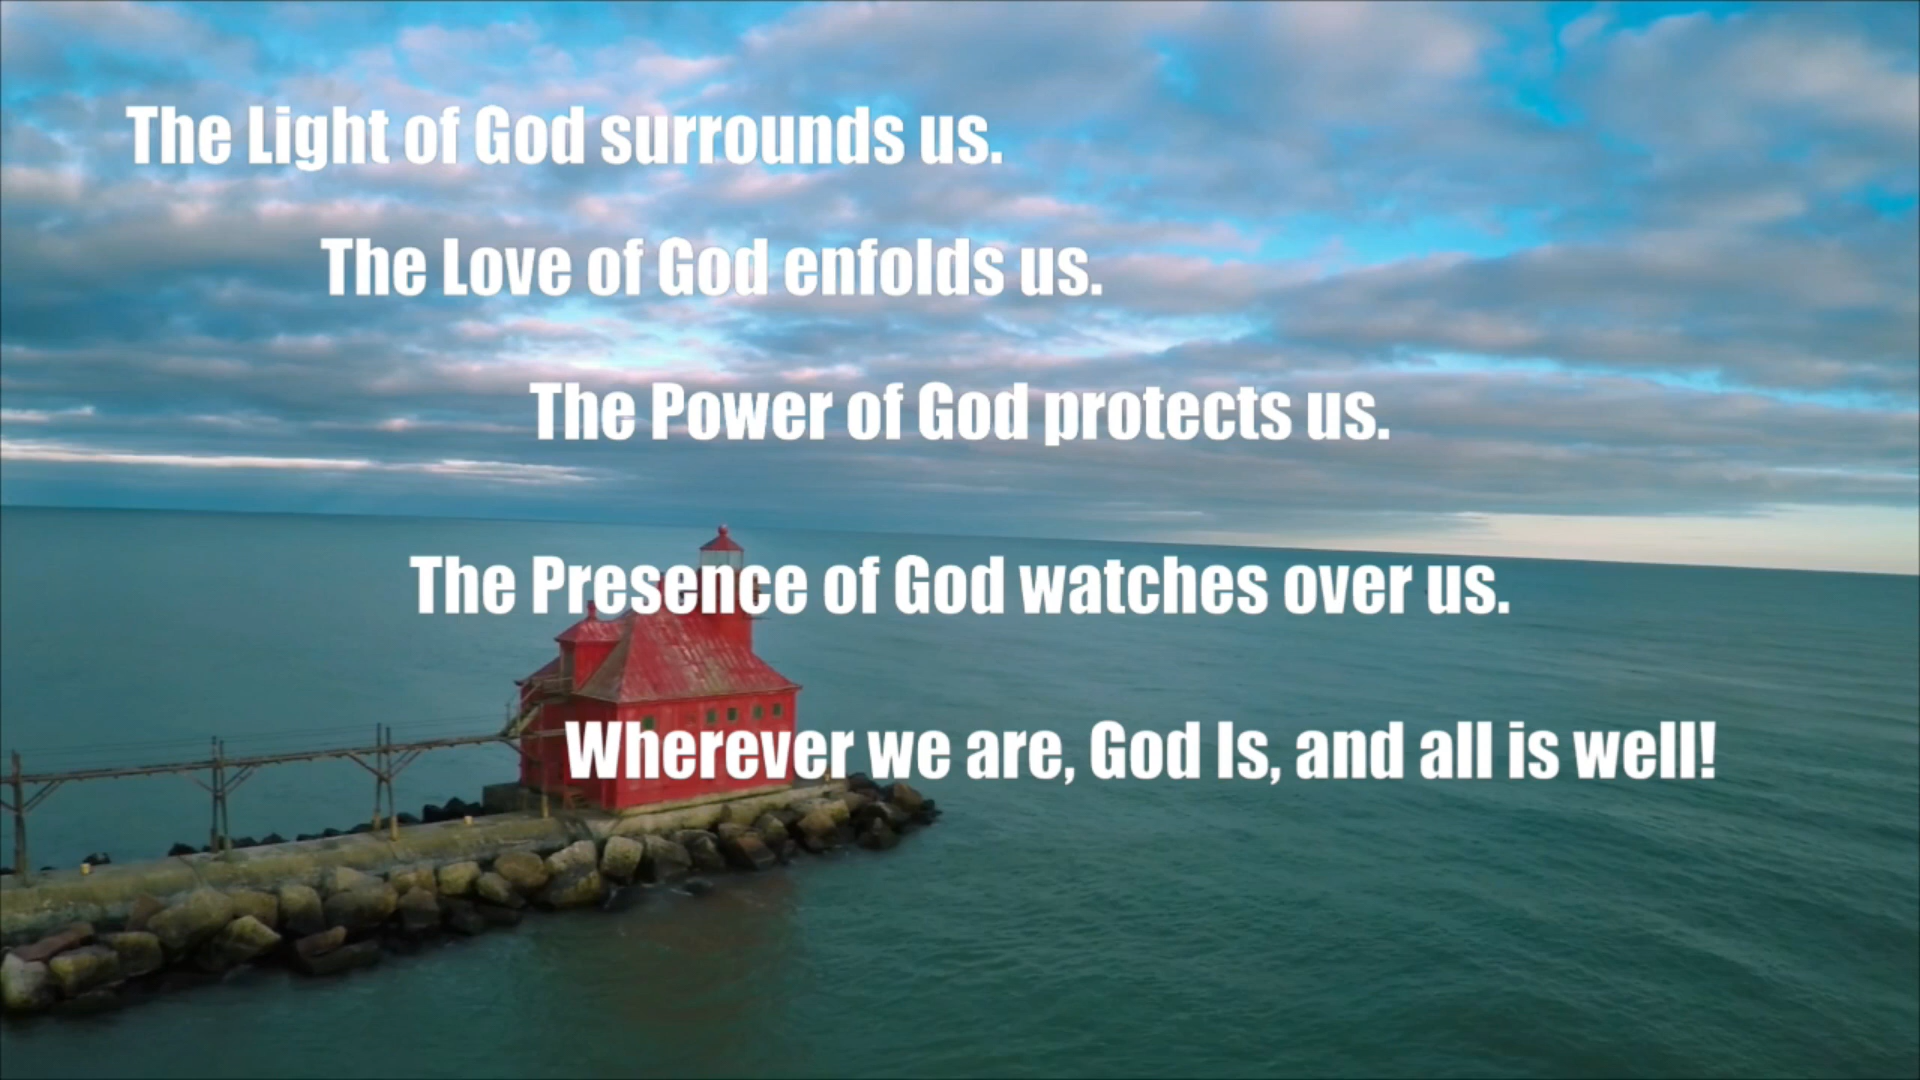 The Light of God surrounds us.
The Love of God enfolds us.
The Power of God protects us.
The Presence of God watches over us.
Wherever we are, God Is, and all is well!